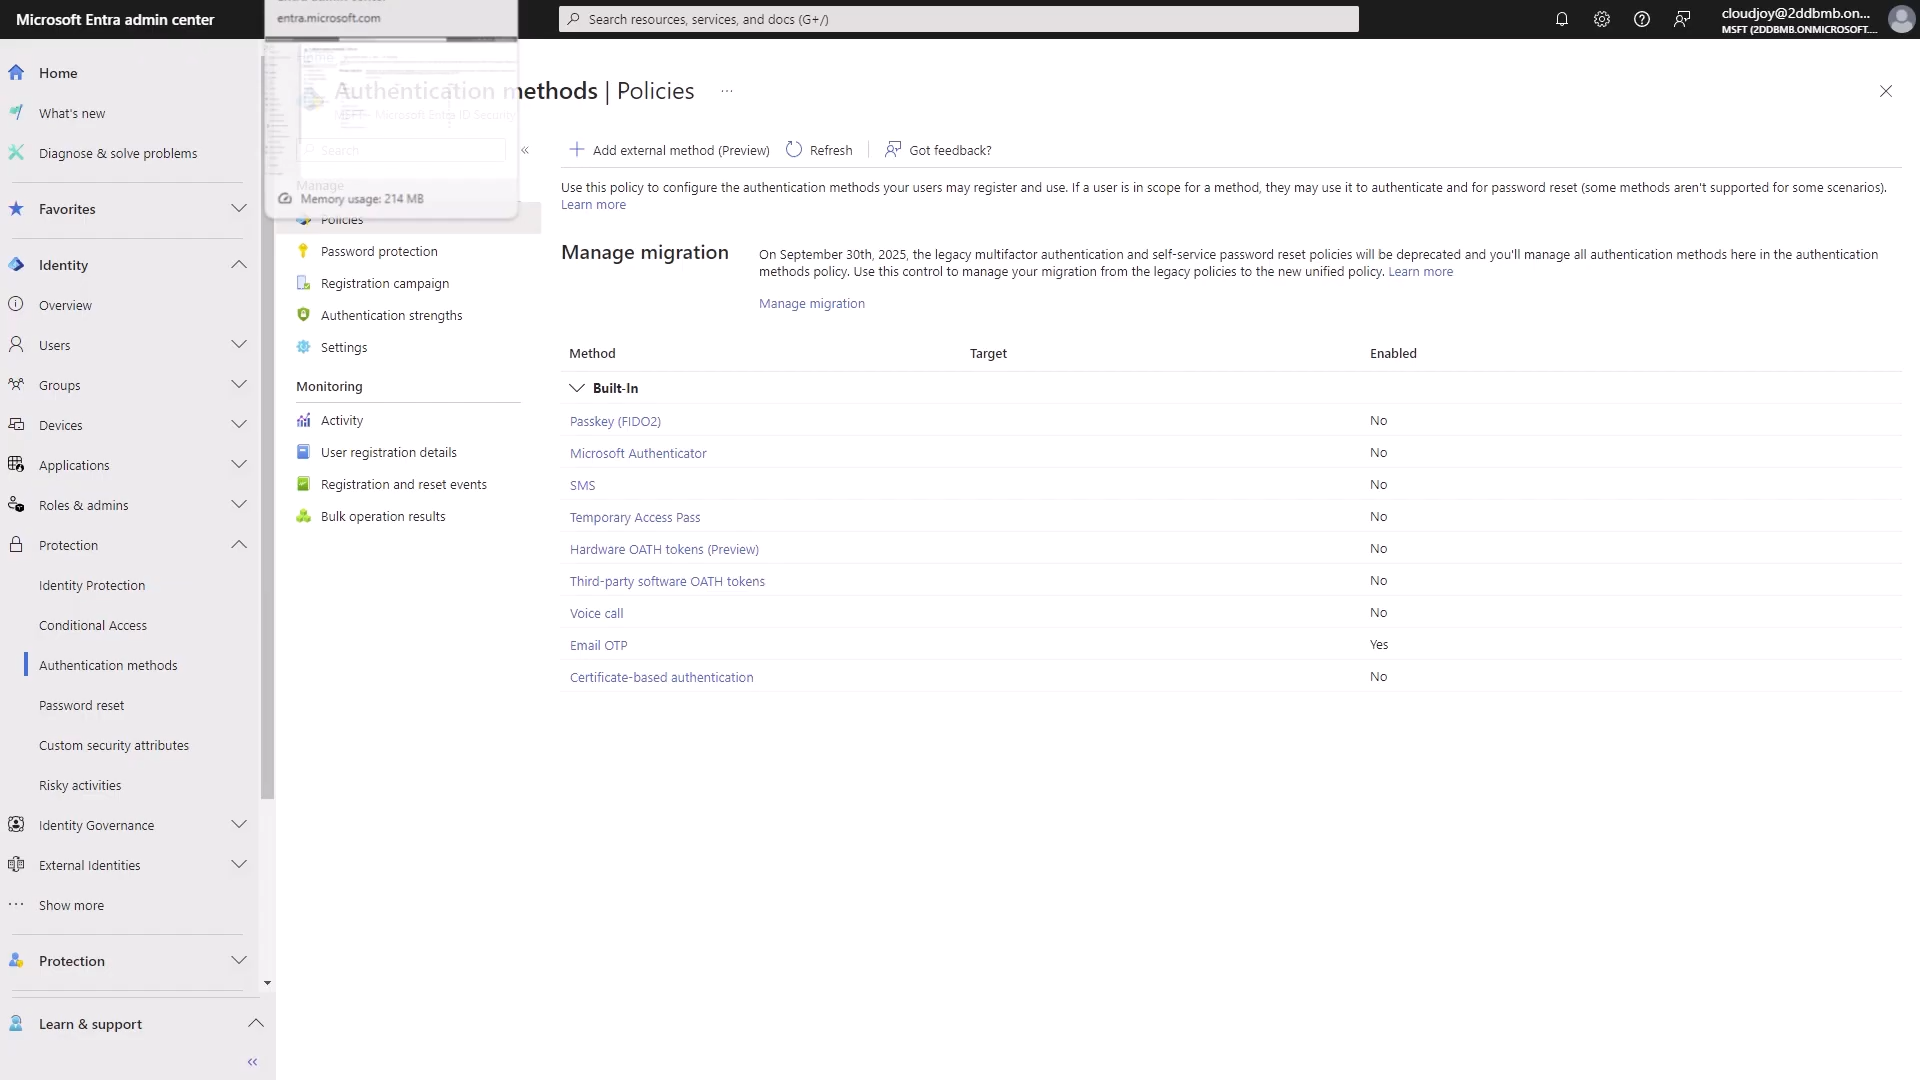 Microsoft Entra admin center
entra.microsoft.com
Search resources, services, and docs (G+/)
cloudjoy@2ddbmb.on...
MSFT (2DDBMB.ONMICROSOFT....
Home
What's new
Diagnose & solve problems
Favorites
Identity
Overview
Users
Groups
Devices
Applications
Roles & admins
Protection
Identity Protection
Conditional Access
Authentication methods
Password reset
Custom security attributes
Risky activities
Identity Governance
External Identities
Show more
Protection
Learn & support
Home
Authentication methods | Policies
MSFT - Microsoft Entra ID Security
Search
Manage
Memory usage: 214 MB
Policies
Password protection
Registration campaign
Authentication strengths
Settings
Monitoring
Activity
User registration details
Registration and reset events
Bulk operation results
Add external method (Preview)
Refresh
Got feedback?
Use this policy to configure the authentication methods your users may register and use. If a user is in scope for a method, they may use it to authenticate and for password reset (some methods aren't supported for some scenarios).
Learn more
Manage migration
On September 30th, 2025, the legacy multifactor authentication and self-service password reset policies will be deprecated and you'll manage all authentication methods here in the authentication
methods policy. Use this control to manage your migration from the legacy policies to the new unified policy. Learn more
Manage migration
Method Target Enabled
Built-In
Passkey (FIDO2) No
Microsoft Authenticator No
SMS No
Temporary Access Pass No
Hardware OATH tokens (Preview) No
Third-party software OATH tokens No
Voice call No
Email OTP Yes
Certificate-based authentication No